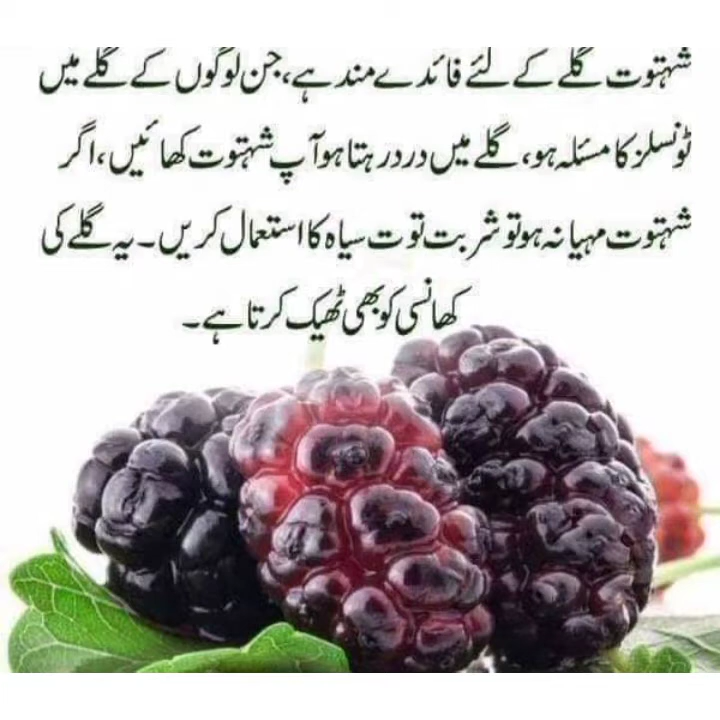 شہتوت گلے کے لئے فائدے مند ہے، جن لوگوں کے گلے میں
ٹونسلز کا مسئلہ ہو، گلے میں درد رہتا ہو آپ شہتوت کھائیں، اگر
شہتوت مہیا نہ ہو تو شربت توت سیاہ کا استعمال کریں۔ یہ گلے کی
کھانسی کو بھی ٹھیک کرتا ہے۔